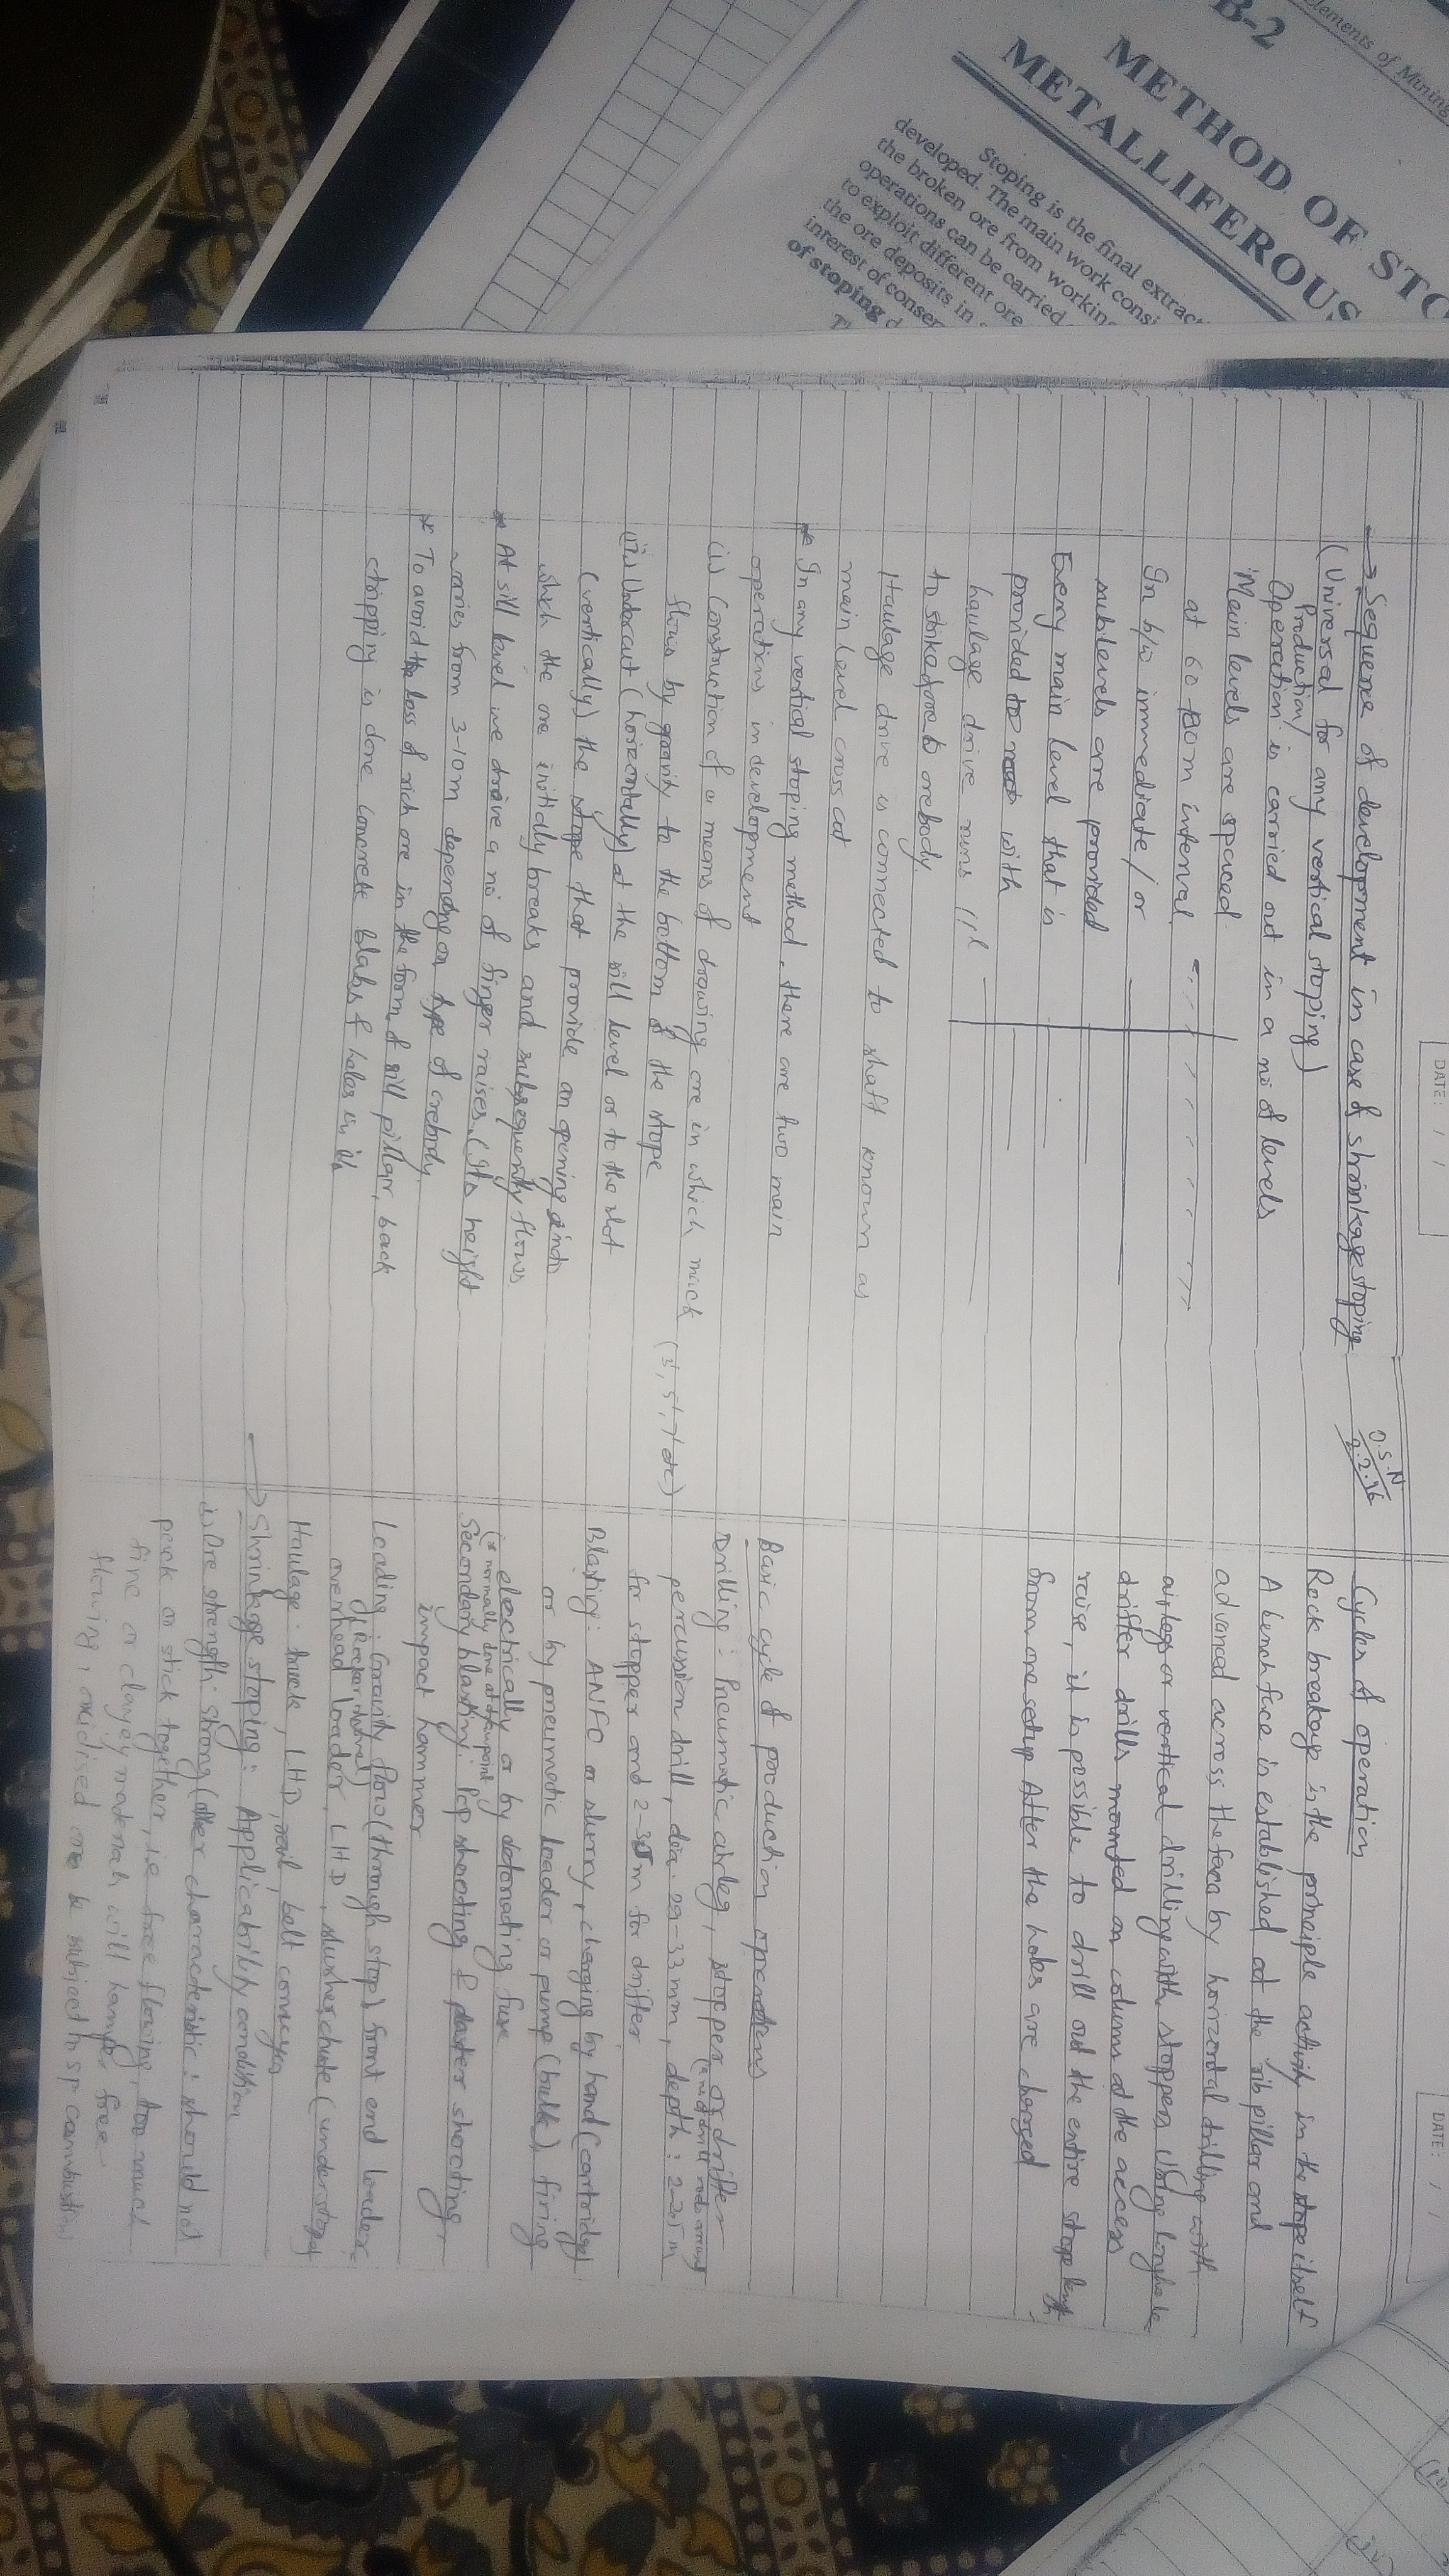 DATE: / /
DATE: / /
Elements of Mining
B-2
METHOD OF STO
METALLIFEROUS
Stoping is the final extrac
developed. The main work consi
the broken ore from workin
operations can be carried
to exploit different ore
the ore deposits in
interest of conser
of stoping d
→ Sequence of development in case of shrinkage stoping
(Universal for any vertical stoping)
Production/
Operation is carried out in a no of levels
Main levels are spaced
at 60-80m interval.
In b/w immediate / or
sublevels are provided
Every main level that is
provided with
haulage drive runs //l
to strike of ore orebody.
Haulage drive is connected to shaft known as
main level cross cut
* In any vertical stoping method, there are two main
operations in development
(i) Construction of a means of drawing ore in which muck
flows by gravity to the bottom of the stope
(ii) Undercut (horizontally) at the sill level or to the slot
(vertically) the stope that provide an opening into
which the ore initially breaks and subsequently flows
* At sill level we drive a no of finger raises. (Its height
varies from 3-10m depending on type of orebody
* To avoid the loss of rich ore in the form of sill pillar, back
stripping is done concrete slabs & holes in it
O.S.N
2.2.16
Cycles of operation
Rock breakage is the principle activity in the stope itself
A bench face is established at the rib pillar and
advanced across the face by horizontal drilling with
airlegs or vertical drilling with stoppers Using longhole
drifter drills mounted on colums at the access
raise, it is possible to drill out the entire stope length
from one setup After the holes are charged
Basic cycle of production operations
Drilling: Pneumatic airleg, stopper or drifter
percussion drill, dia. 29-33 mm, depth: 2-2.5 m
(3', 5', 7' etc)
for stopper and 2-3 m for drifter
Blasting: ANFO or slurry, charging by hand (cartridge)
or by pneumatic loader or pump (bulk), firing
electrically or by detonating fuse
(* normally done at drawpoint
Secondary blasting: Pop shooting & plaster shooting,
impact hammer
Loading: Gravity flow (through stop) front end loader
(Rocker shovel)
overhead loader, LHD, slusher, chute (under stope)
Haulage: truck, LHD, rail, belt conveyor
→ Shrinkage stoping: Applicability condition
i) Ore strength: strong (other characteristic: should not
pack or stick together, i.e free flowing, too much
fine or clayey materials will hamper free
flowing, oxidised ore be subject to sp combustion